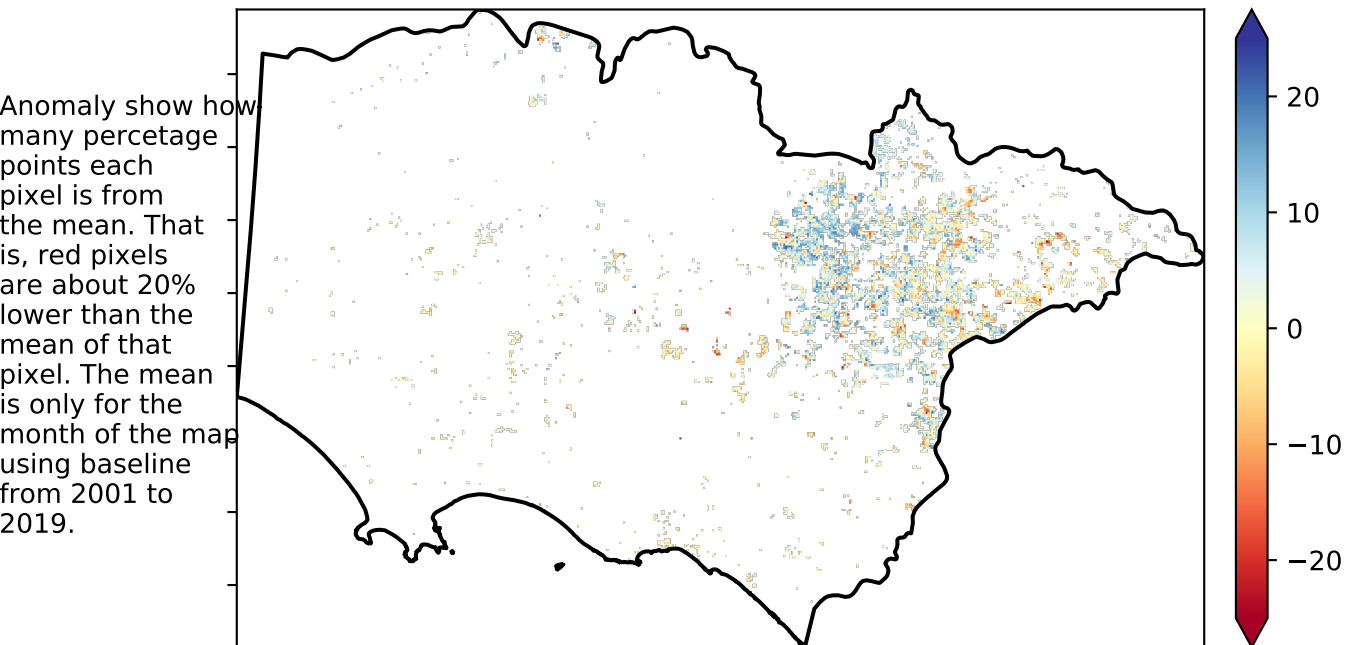 Anomaly show how
many percetage
points each
pixel is from
the mean. That
is, red pixels
are about 20%
lower than the
mean of that
pixel. The mean
is only for the
month of the map
using baseline
from 2001 to
2019.
20
10
0
−10
−20